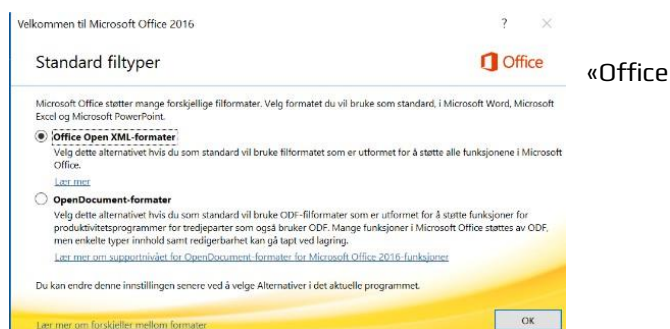 Velkommen til Microsoft Office 2016
Standard filtyper
Office
«Office
Microsoft Office støtter mange forskjellige filformater. Velg formatet du vil bruke som standard, i Microsoft Word, Microsoft
Excel og Microsoft PowerPoint.
Office Open XML-formater
Velg dette alternativet hvis du som standard vil bruke filformatet som er utformet for å støtte alle funksjonene i Microsoft
Office.
Lær mer
OpenDocument-formater
Velg dette alternativet hvis du som standard vil bruke ODF-filformater som er utformet for å støtte funksjoner for
produktivitetsprogrammer for tredjeparter som også bruker ODF. Mange funksjoner i Microsoft Office støttes av ODF,
men enkelte typer innhold samt redigerbarhet kan gå tapt ved lagring.
Lær mer om supportnivået for OpenDocument-formater for Microsoft Office 2016-funksjoner
Du kan endre denne innstillingen senere ved å velge Alternativer i det aktuelle programmet.
Lær mer om forskjeller mellom formater
OK